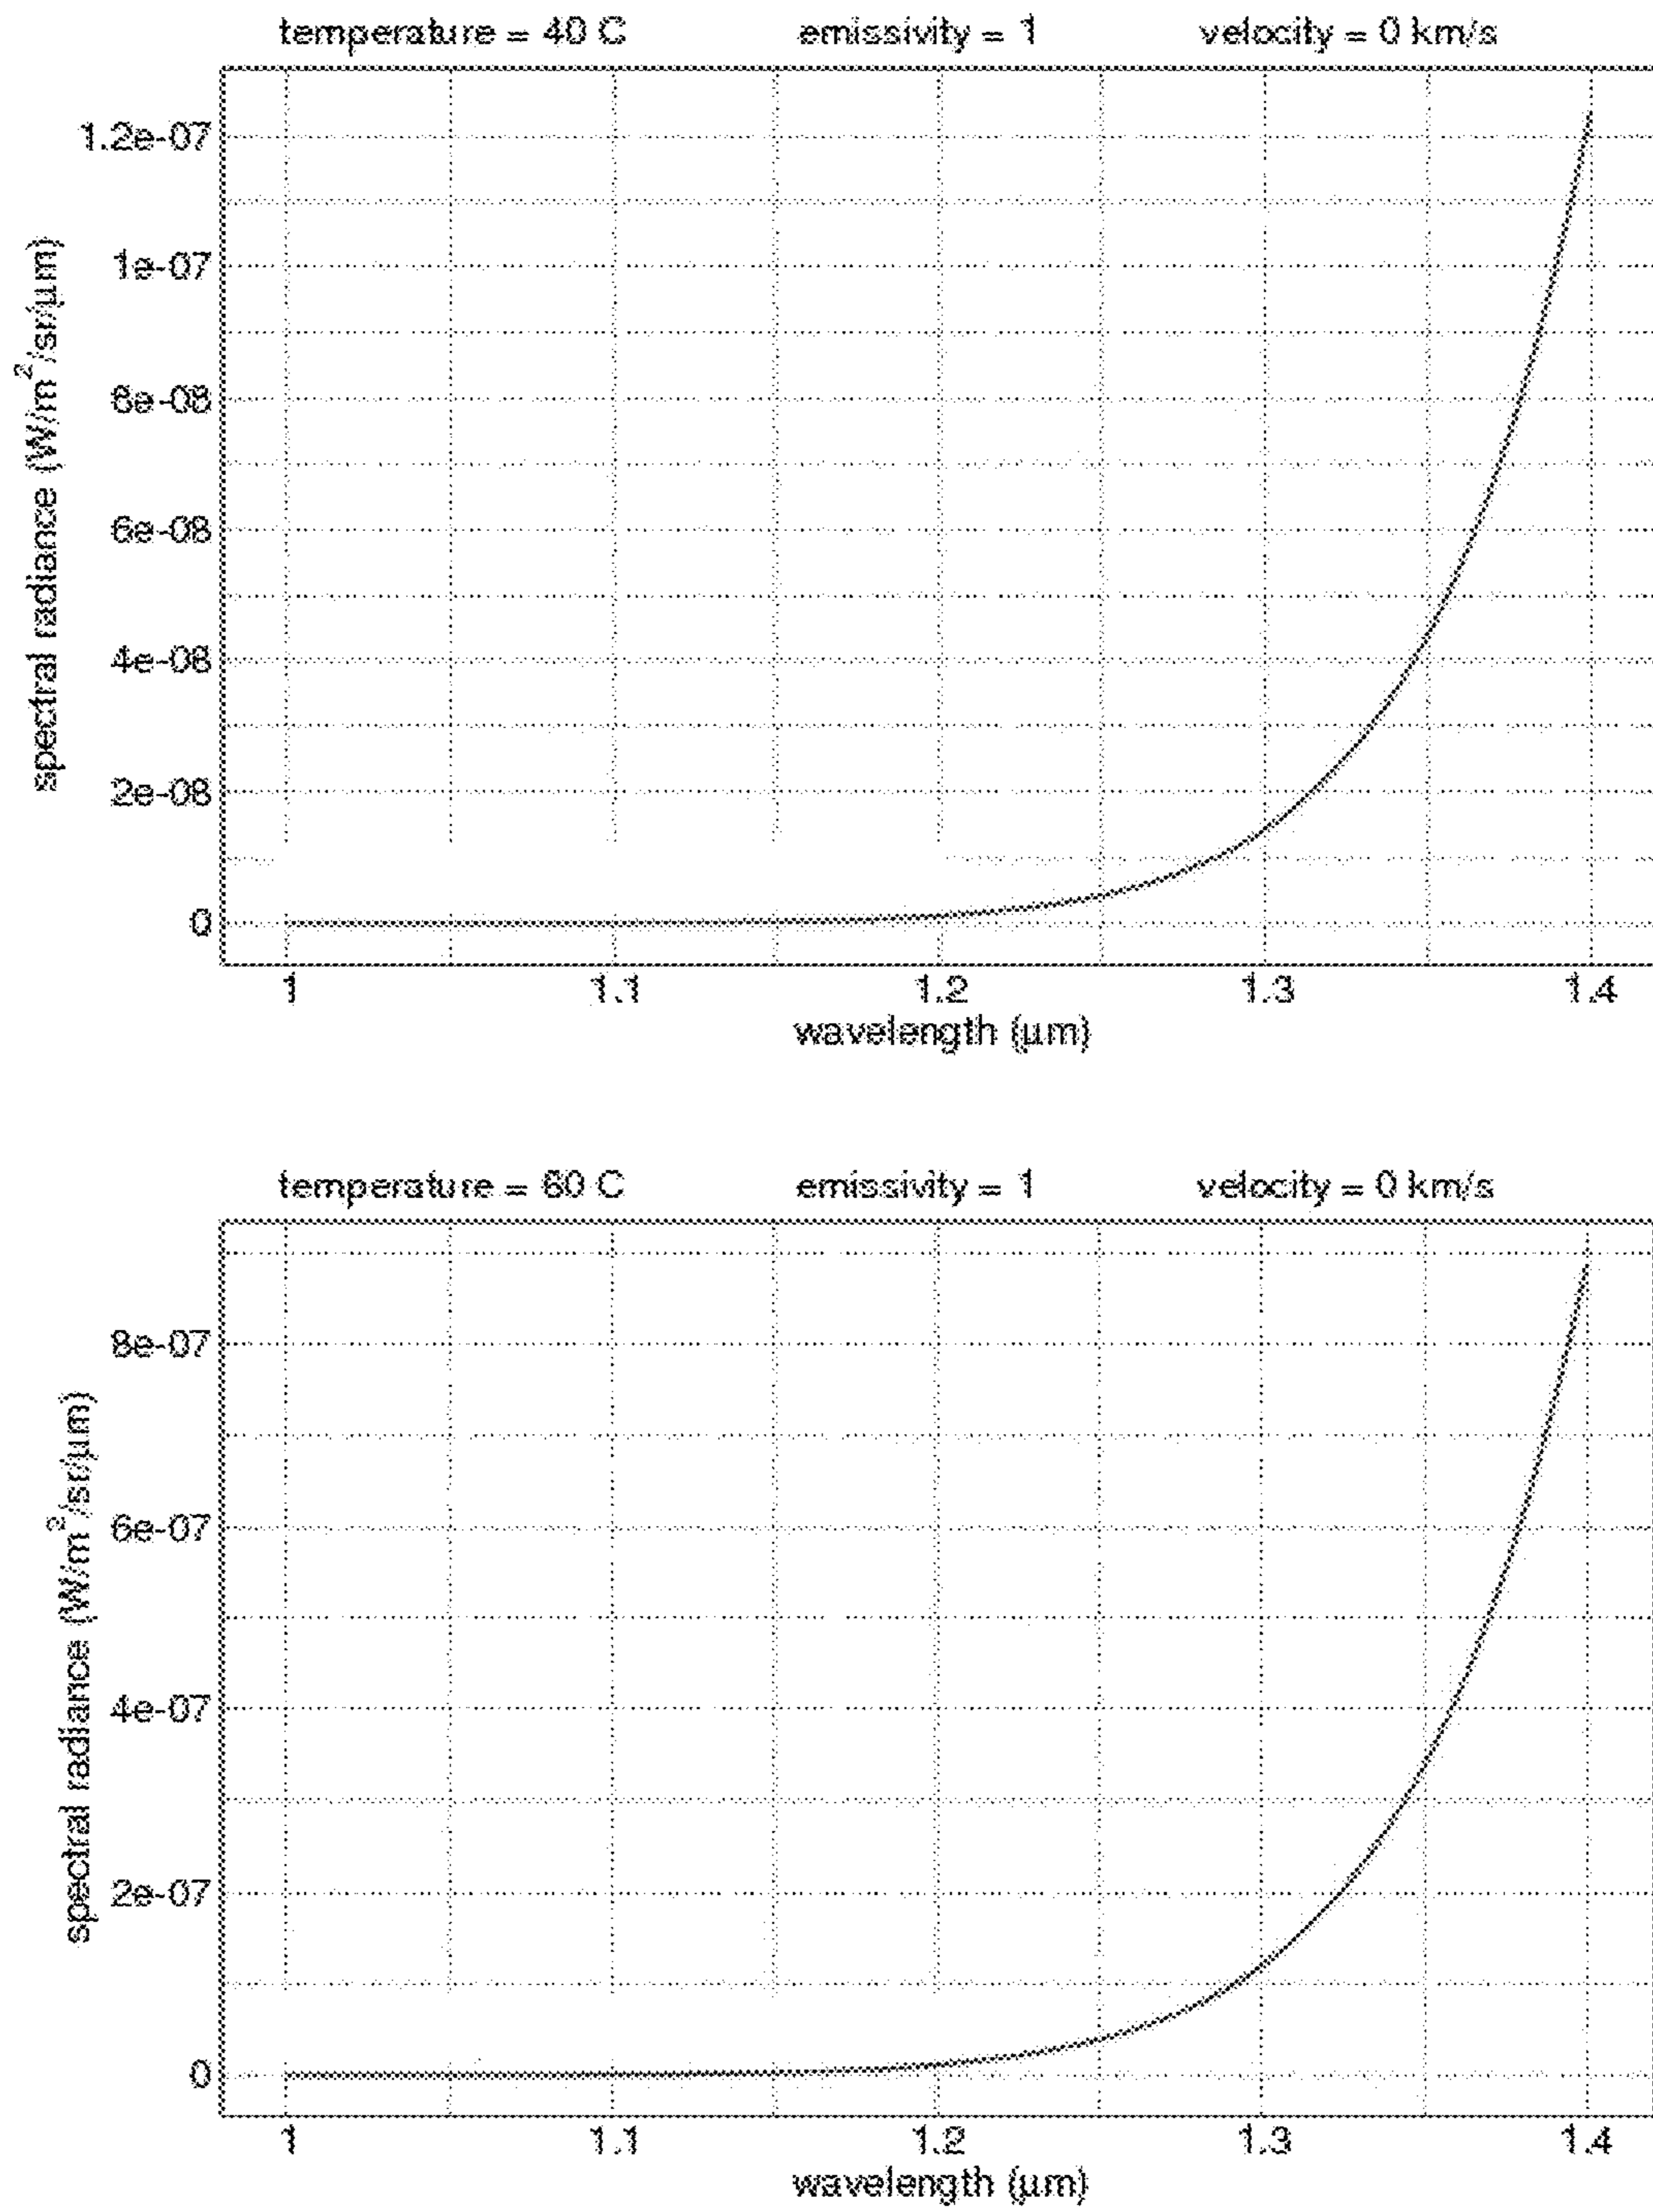 temperature = 40 C emissivity = 1 velocity = 0 km/s
1.2e-07
1e-07
8e-08
6e-08
4e-08
2e-08
0
spectral radiance (W/m²/sr/µm)
1 1.1 1.2 1.3 1.4
wavelength (µm)
temperature = 60 C emissivity = 1 velocity = 0 km/s
8e-07
6e-07
4e-07
2e-07
0
spectral radiance (W/m²/sr/µm)
1 1.1 1.2 1.3 1.4
wavelength (µm)